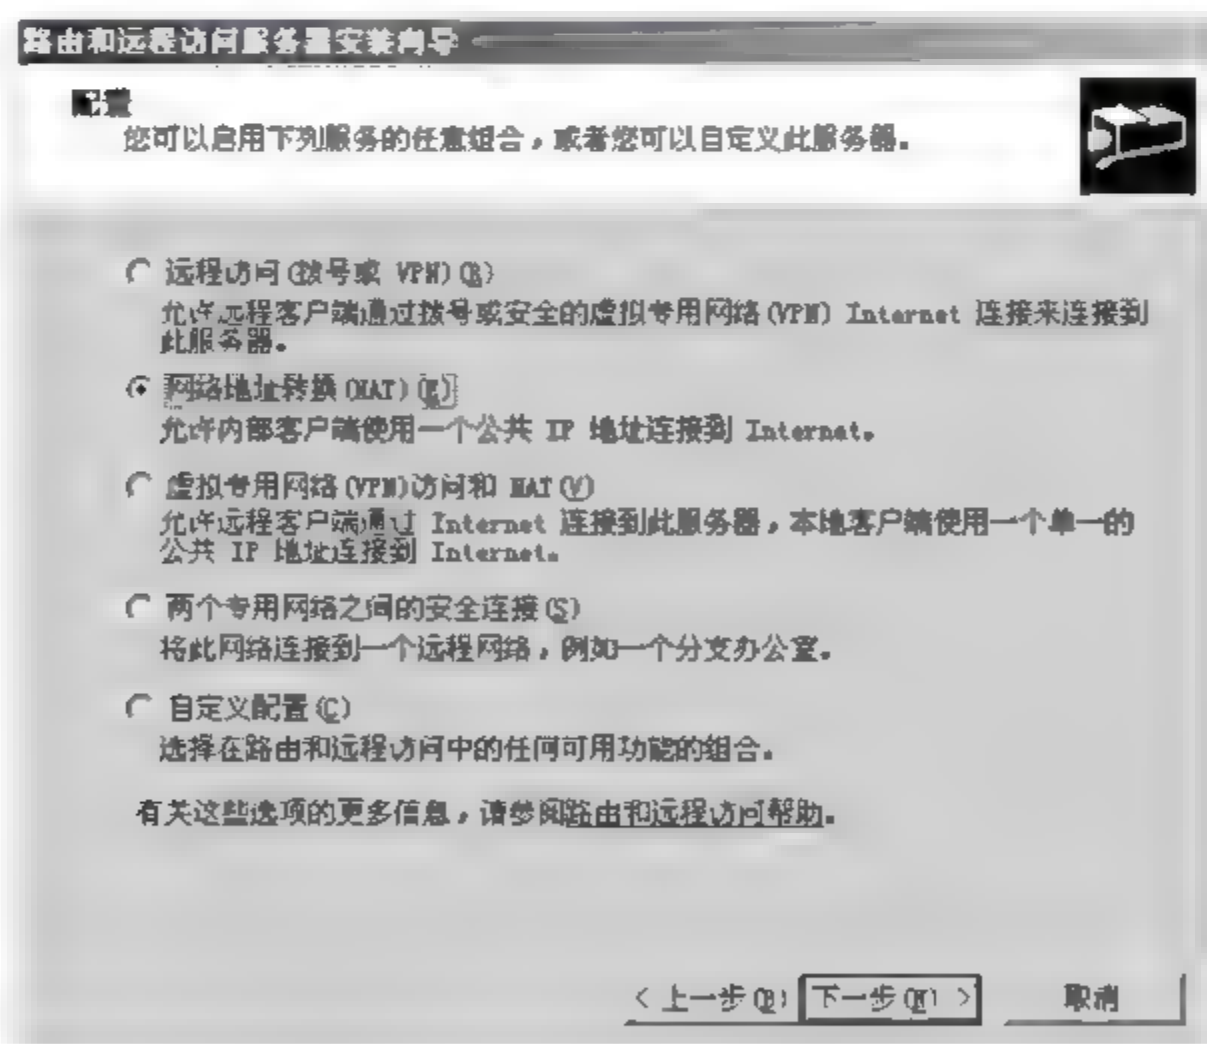 路由和远程访问服务器安装向导
配置
您可以启用下列服务的任意组合，或者您可以自定义此服务器。
远程访问(拨号或 VPN)(R)
允许远程客户端通过拨号或安全的虚拟专用网络(VPN) Internet 连接来连接到
此服务器。
网络地址转换(NAT)(E)
允许内部客户端使用一个公共 IP 地址连接到 Internet。
虚拟专用网络(VPN)访问和 NAT(V)
允许远程客户端通过 Internet 连接到此服务器，本地客户端使用一个单一的
公共 IP 地址连接到 Internet。
两个专用网络之间的安全连接(S)
将此网络连接到一个远程网络，例如一个分支办公室。
自定义配置(C)
选择在路由和远程访问中的任何可用功能的组合。
有关这些选项的更多信息，请参阅路由和远程访问帮助。
< 上一步(B) 下一步(N) > 取消